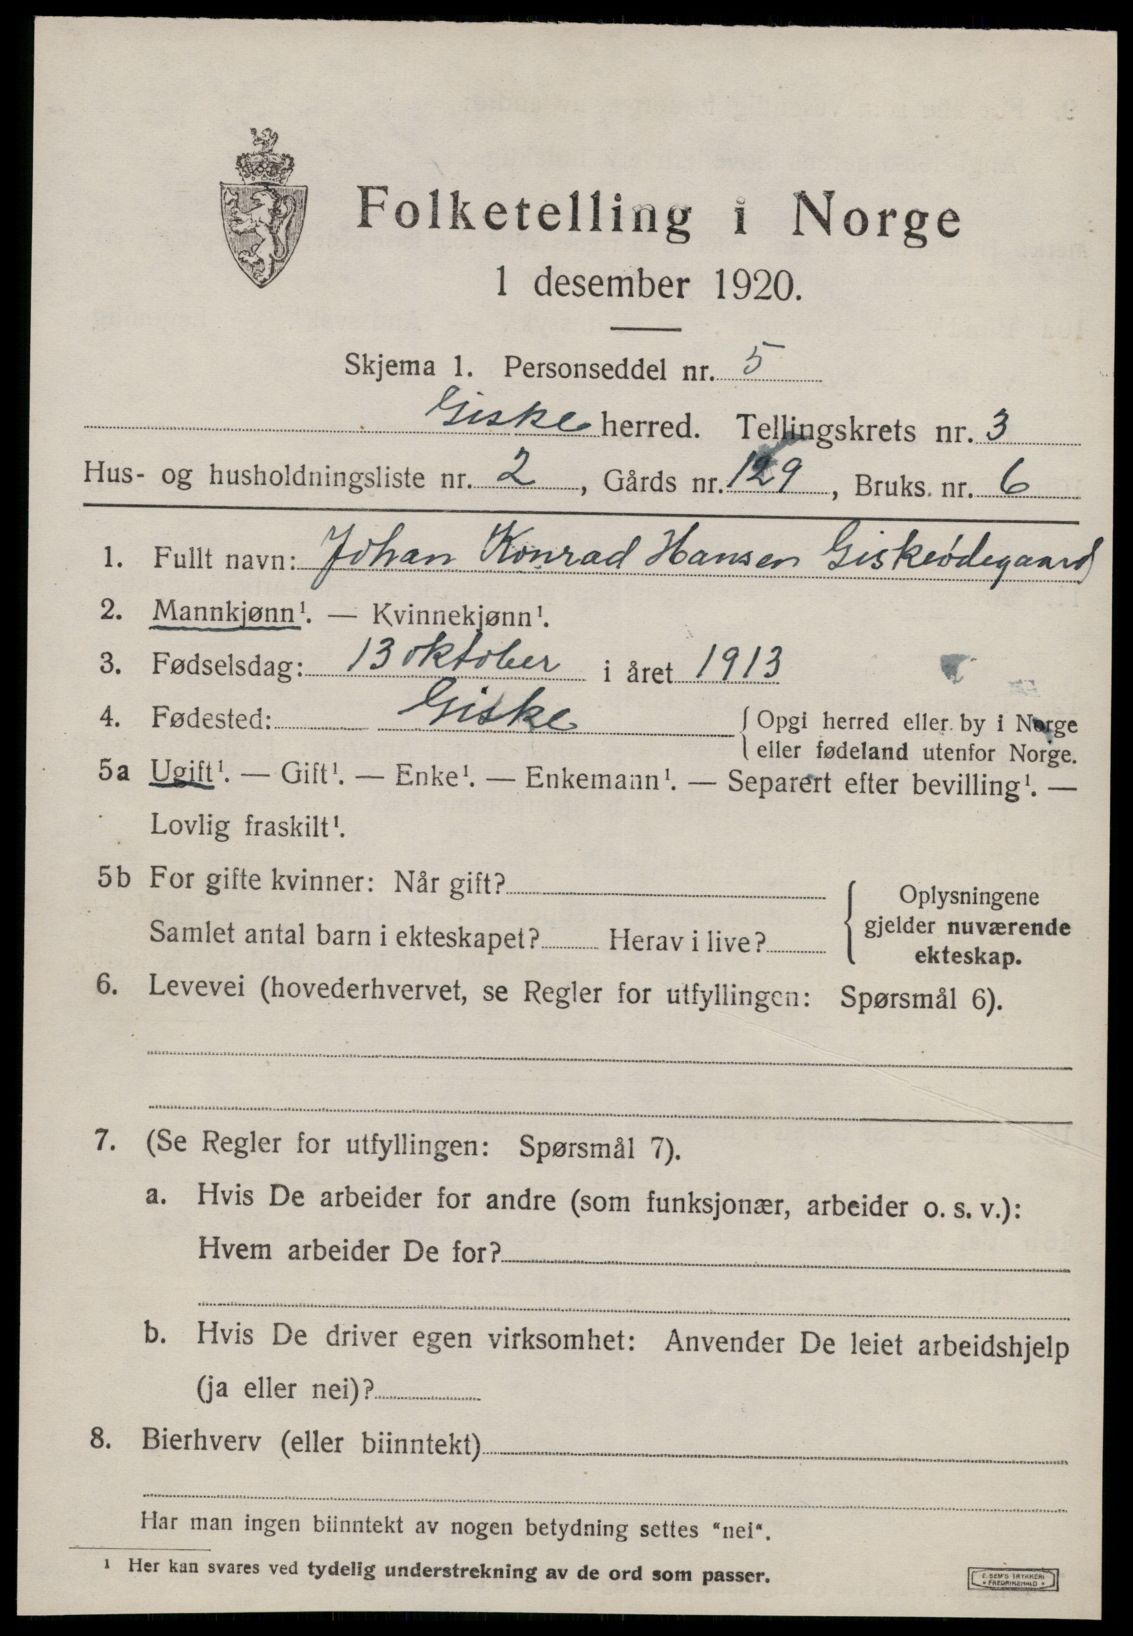 Folketelling i Norge
1 desember 1920.
Skjema 1. Personseddel nr. 5
Giske herred. Tellingskrets nr. 3
Hus- og husholdningsliste nr. 2, Gårds nr. 129, Bruks. nr. 6
1. Fullt navn: Johan Konrad Hansen Giskeødegaard
2. Mannkjønn¹. — Kvinnekjønn¹.
3. Fødselsdag: 13 oktober i året 1913
4. Fødested: Giske { Opgi herred eller by i Norge
eller fødeland utenfor Norge.
5a Ugift¹. — Gift¹. — Enke¹. — Enkemann¹. — Separert efter bevilling¹. —
Lovlig fraskilt¹.
5b For gifte kvinner: Når gift?
Samlet antal barn i ekteskapet? Herav i live?
{ Oplysningene
gjelder nuværende
ekteskap.
6. Levevei (hovederhvervet, se Regler for utfyllingen: Spørsmål 6).
7. (Se Regler for utfyllingen: Spørsmål 7).
a. Hvis De arbeider for andre (som funksjonær, arbeider o. s. v.):
Hvem arbeider De for?
b. Hvis De driver egen virksomhet: Anvender De leiet arbeidshjelp
(ja eller nei)?
8. Bierhverv (eller biinntekt)
Har man ingen biinntekt av nogen betydning settes "nei".
¹ Her kan svares ved tydelig understrekning av de ord som passer.
E. SEM'S TRYKKERI
FREDRIKSHALD